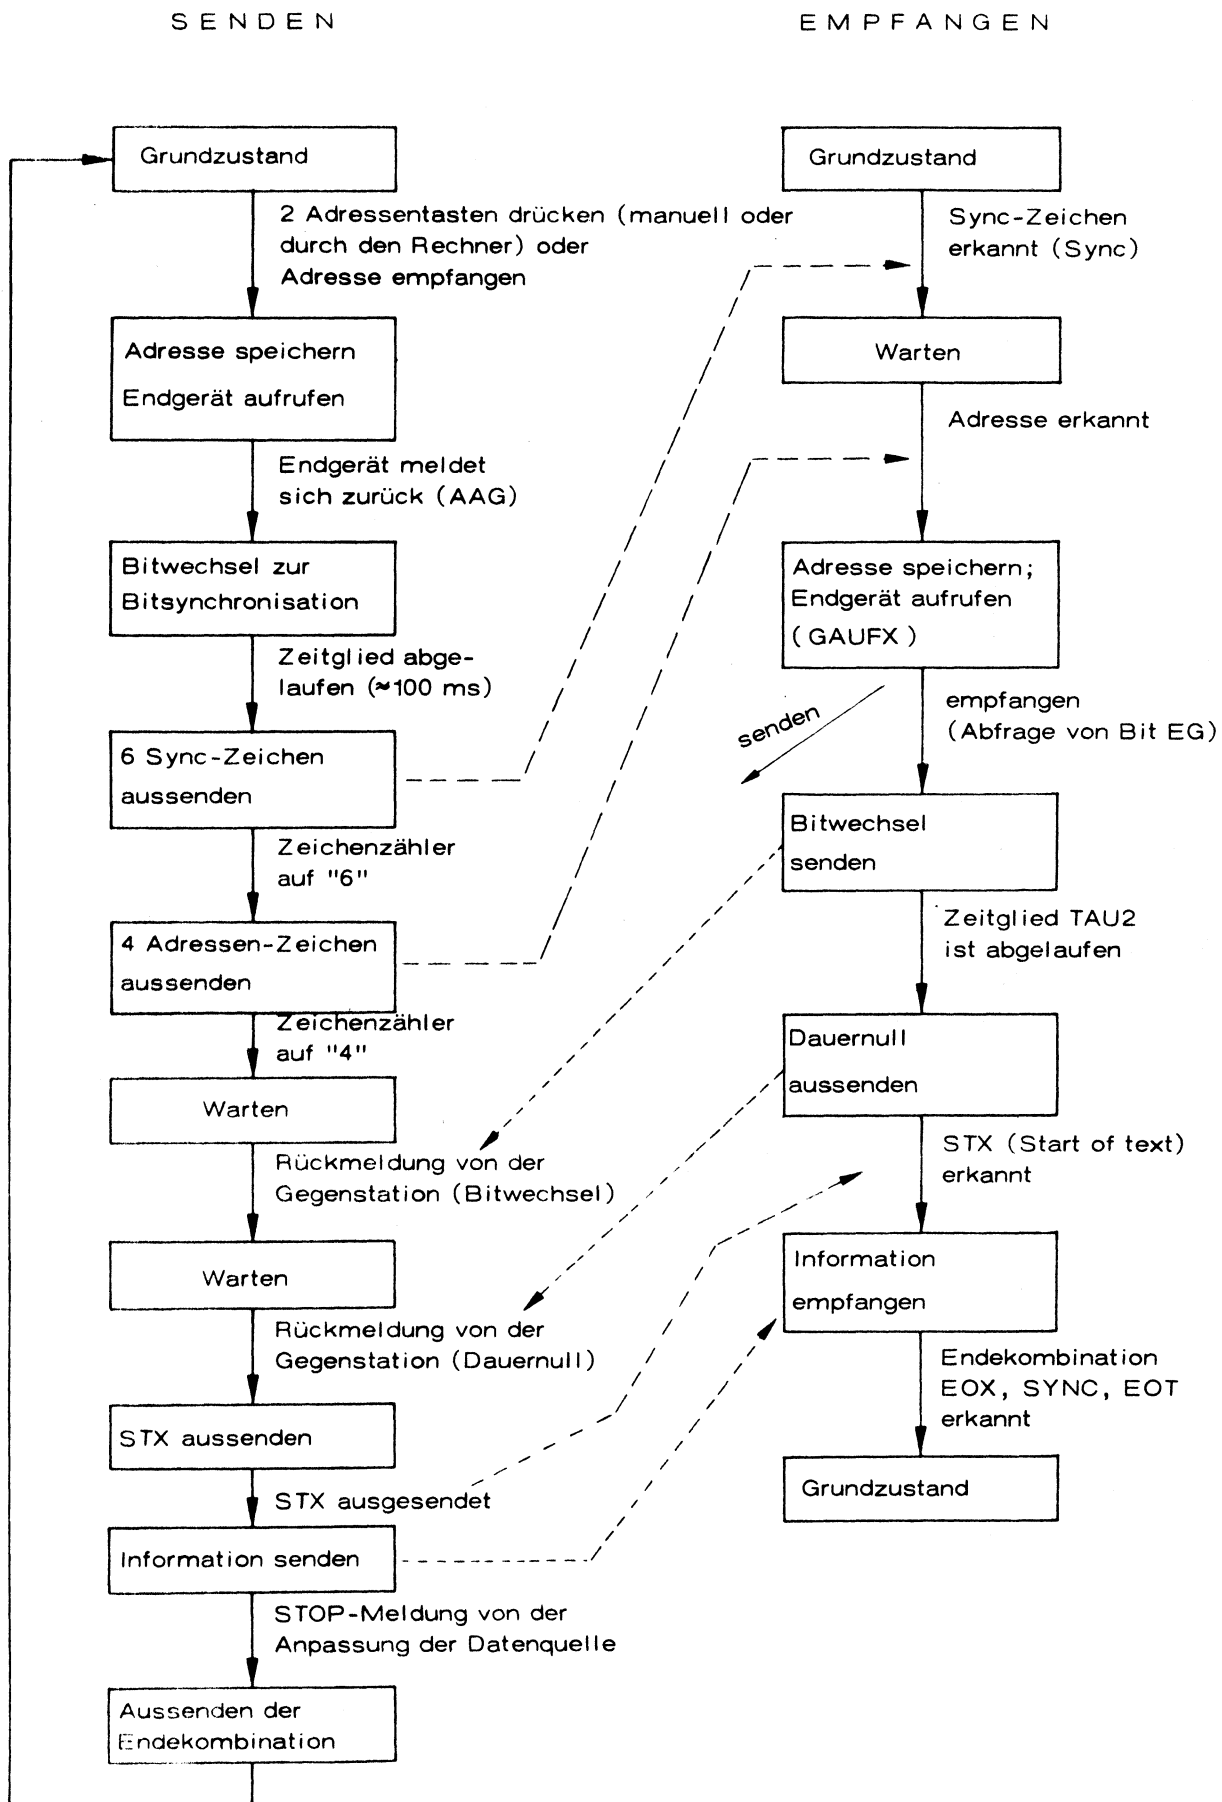 SENDEN
EMPFANGEN
Grundzustand
2 Adressentasten drücken (manuell oder
durch den Rechner) oder
Adresse empfangen
Adresse speichern
Endgerät aufrufen
Endgerät meldet
sich zurück (AAG)
Bitwechsel zur
Bitsynchronisation
Zeitglied abge-
laufen (≈100 ms)
6 Sync-Zeichen
aussenden
Zeichenzähler
auf "6"
4 Adressen-Zeichen
aussenden
Zeichenzähler
auf "4"
Warten
Rückmeldung von der
Gegenstation (Bitwechsel)
Warten
Rückmeldung von der
Gegenstation (Dauernull)
STX aussenden
STX ausgesendet
Information senden
STOP-Meldung von der
Anpassung der Datenquelle
Aussenden der
Endekombination
Grundzustand
Sync-Zeichen
erkannt (Sync)
Warten
Adresse erkannt
Adresse speichern;
Endgerät aufrufen
(GAUFX)
senden
empfangen
(Abfrage von Bit EG)
Bitwechsel
senden
Zeitglied TAU2
ist abgelaufen
Dauernull
aussenden
STX (Start of text)
erkannt
Information
empfangen
Endekombination
EOX, SYNC, EOT
erkannt
Grundzustand